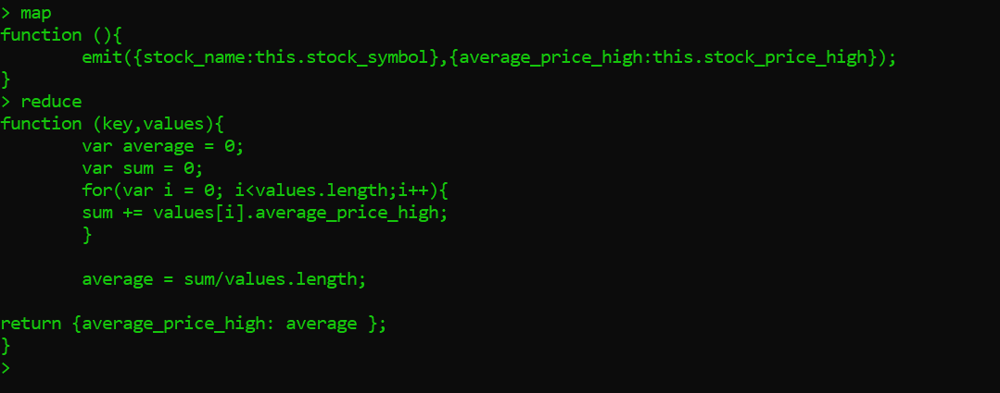 > map
function (){
        emit({stock_name:this.stock_symbol},{average_price_high:this.stock_price_high});
}
> reduce
function (key,values){
        var average = 0;
        var sum = 0;
        for(var i = 0; i<values.length;i++){
        sum += values[i].average_price_high;
        }

        average = sum/values.length;

return {average_price_high: average };
}
>